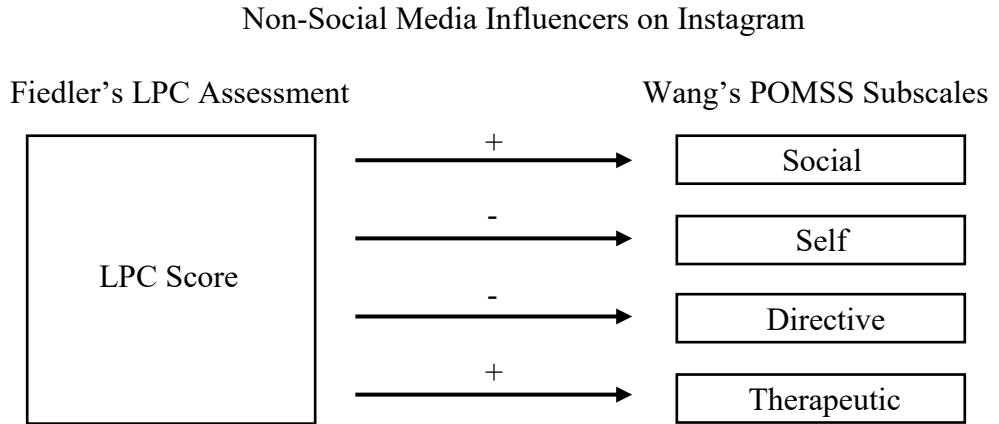 Non-Social Media Influencers on Instagram
Fiedler’s LPC Assessment
Wang’s POMSS Subscales
LPC Score
+
Social
-
Self
-
Directive
+
Therapeutic